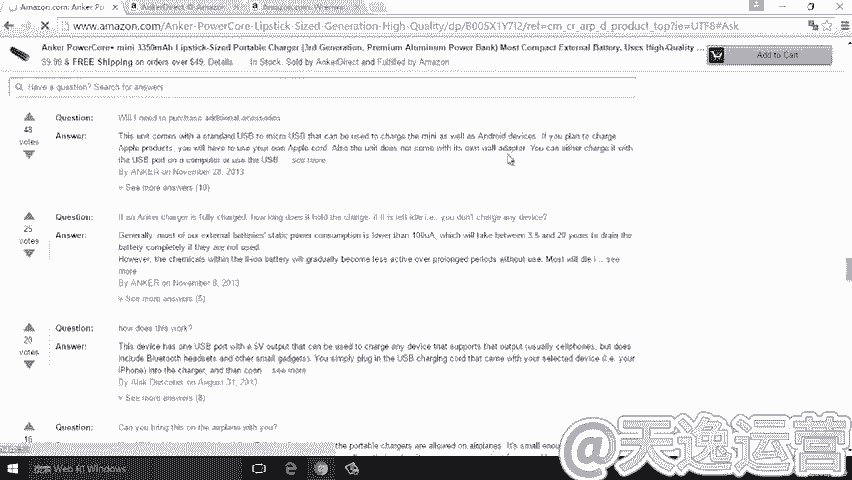 Amazon.com: Anker Po
AnkerDirect @ Amazon
www.amazon.com/Anker-PowerCore-Lipstick-Sized-Generation-High-Quality/dp/B005X1Y7I2/ref=cm_cr_arp_d_product_top?ie=UTF8#Ask
Anker PowerCore+ mini 3350mAh Lipstick-Sized Portable Charger (3rd Generation, Premium Aluminum Power Bank) Most Compact External Battery, Uses High-Quality ...
$9.99 & FREE Shipping on orders over $49. Details In Stock. Sold by AnkerDirect and Fulfilled by Amazon
Add to Cart
Have a question? Search for answers
48
votes
Question: Will I need to purchase additional acessories
Answer: This unit comes with a standard USB to micro USB that can be used to charge the mini as well as Android devices. If you plan to charge
Apple products, you will have to use your own Apple cord. Also the unit does not come with its own wall adaptor. You can either charge it with
the USB port on a computer or use the USB … see more
By ANKER on November 28, 2013
See more answers (10)
25
votes
Question: If an Anker charger is fully charged, how long does it hold the charge, if it is left idle i.e., you don't charge any device?
Answer: Generally, most of our external batteries' static power consumption is lower than 100uA, which will take between 3.5 and 20 years to drain the
battery completely if they are not used.
However, the chemicals within the li-ion battery will gradually become less active over prolonged periods without use. Most will die i… see
more
By ANKER on November 8, 2013
See more answers (5)
20
votes
Question: how does this work?
Answer: This device has one USB port with a 5V output that can be used to charge any device that supports that output (usually cellphones, but does
include Bluetooth headsets and other small gadgets). You simply plug in the USB charging cord that came with your selected device (i.e. your
iPhone) into the charger, and then conn… see more
on August 31, 2013
See more answers (8)
16
Question: Can you bring this on the airplane with you?
the portable chargers are allowed on airplanes. It's small enou
搜索 Web 和 Windows
@天逸运营